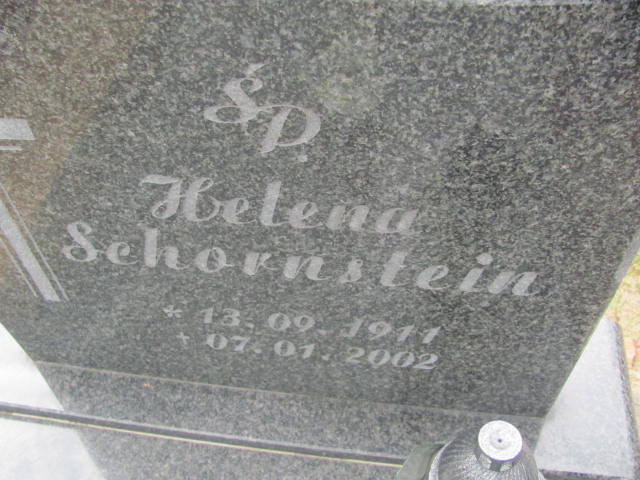 Ś.P.
Helena
Schornstein
* 13.09.1911
+ 07.01.2002